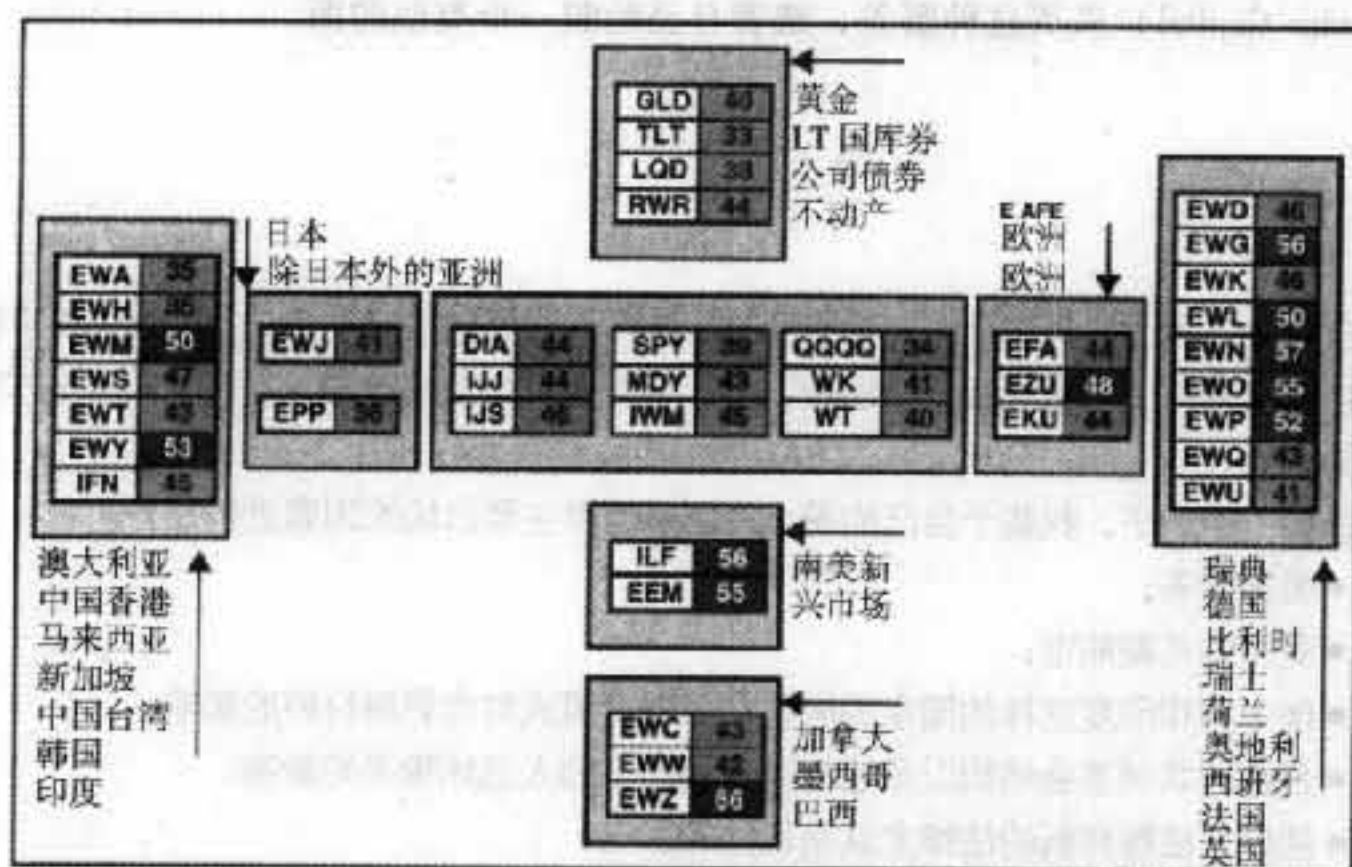 GLD 40
TLT 33
LQD 38
RWR 44
黄金
LT 国库券
公司债券
不动产
EWA 35
EWH
EWM 50
EWS 47
EWT 43
EWY 53
IFN 45
澳大利亚
中国香港
马来西亚
新加坡
中国台湾
韩国
印度
日本
除日本外的亚洲
EWJ 41
EPP 36
DIA 44 SPY 39 QQQQ 34
IJJ 44 MDY 43 WK 41
IJS 46 IWM 45 WT 40
E AFE
欧洲
欧洲
EFA 44
EZU 48
EKU 44
EWD 46
EWG 56
EWK 46
EWL 50
EWN 57
EWO 55
EWP 52
EWQ 43
EWU 41
瑞典
德国
比利时
瑞士
荷兰
奥地利
西班牙
法国
英国
ILF 56
EEM 55
南美新
兴市场
EWC 43
EWW 42
EWZ
加拿大
墨西哥
巴西